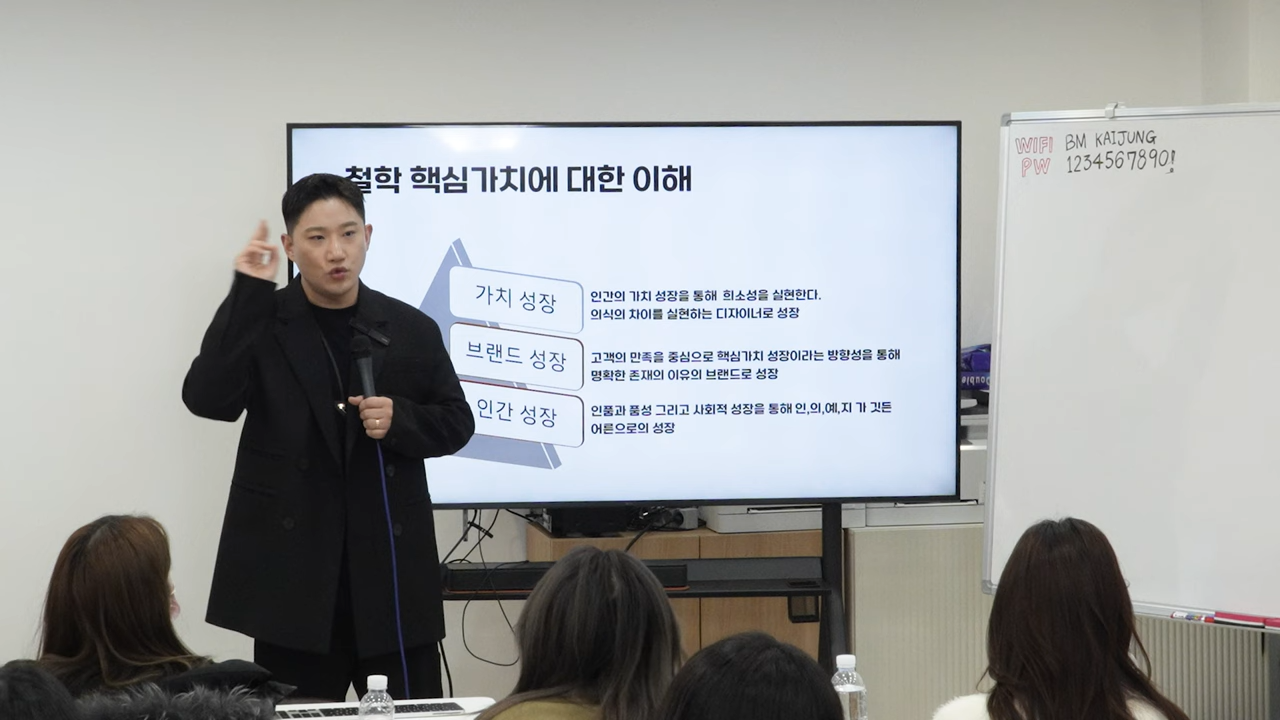 철학 핵심가치에 대한 이해
가치 성장
인간의 가치 성장을 통해 희소성을 실현한다.
의식의 차이를 실현하는 디자이너로 성장
브랜드 성장
고객의 만족을 중심으로 핵심가치 성장이라는 방향성을 통해
명확한 존재의 이유의 브랜드로 성장
인간 성장
인품과 품성 그리고 사회적 성장을 통해 인,의,예,지 가 깃든
어른으로의 성장
WIFI BM KAIJUNG
PW 1234567890!
Double